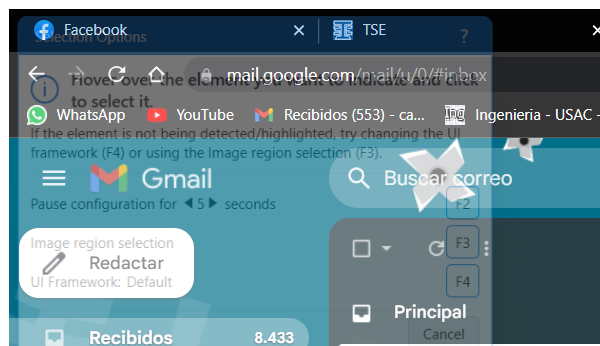 Facebook
TSE
Selection Options
?
mail.google.com/mail/u/0/#inbox
Hover over the element you want to indicate and click
to select it.
WhatsApp
YouTube
Recibidos (553) - ca...
Ing
Ingenieria - USAC -
If the element is not being detected/highlighted, try changing the UI
framework (F4) or using the Image region selection (F3).
Gmail
Buscar correo
Pause configuration for 5 seconds
F2
Image region selection
F3
Redactar
UI Framework: Default
F4
Principal
Recibidos
8.433
Cancel